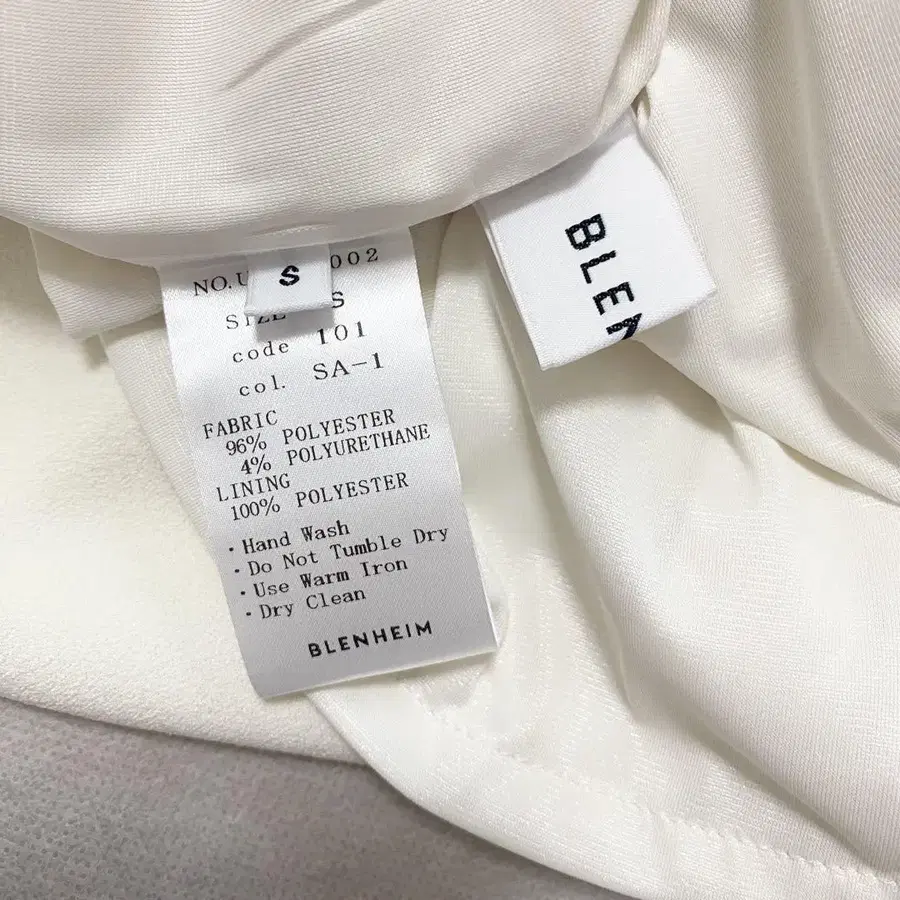 S
BLEN
NO.U 002
SIZE S
code 101
col. SA-1
FABRIC
96% POLYESTER
4% POLYURETHANE
LINING
100% POLYESTER
· Hand Wash
· Do Not Tumble Dry
· Use Warm Iron
· Dry Clean
BLENHEIM